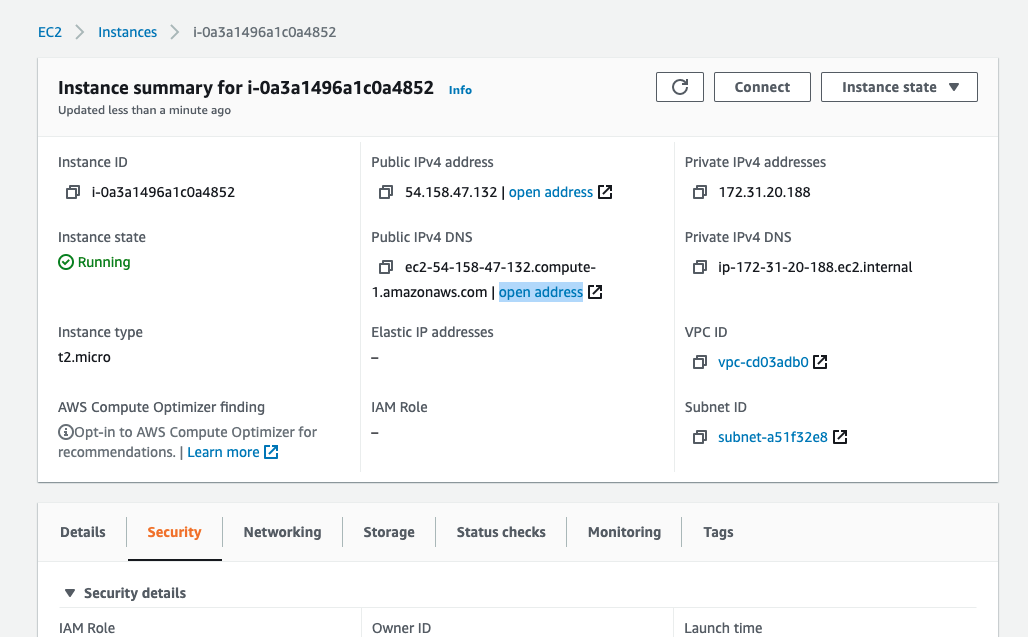 EC2 > Instances > i-0a3a1496a1c0a4852
Instance summary for i-0a3a1496a1c0a4852 Info
Updated less than a minute ago
Connect
Instance state
Instance ID
i-0a3a1496a1c0a4852
Public IPv4 address
54.158.47.132 | open address
Private IPv4 addresses
172.31.20.188
Instance state
Running
Public IPv4 DNS
ec2-54-158-47-132.compute-
1.amazonaws.com | open address
Private IPv4 DNS
ip-172-31-20-188.ec2.internal
Instance type
t2.micro
Elastic IP addresses
–
VPC ID
vpc-cd03adb0
AWS Compute Optimizer finding
Opt-in to AWS Compute Optimizer for
recommendations. | Learn more
IAM Role
–
Subnet ID
subnet-a51f32e8
Details
Security
Networking
Storage
Status checks
Monitoring
Tags
Security details
IAM Role
Owner ID
Launch time